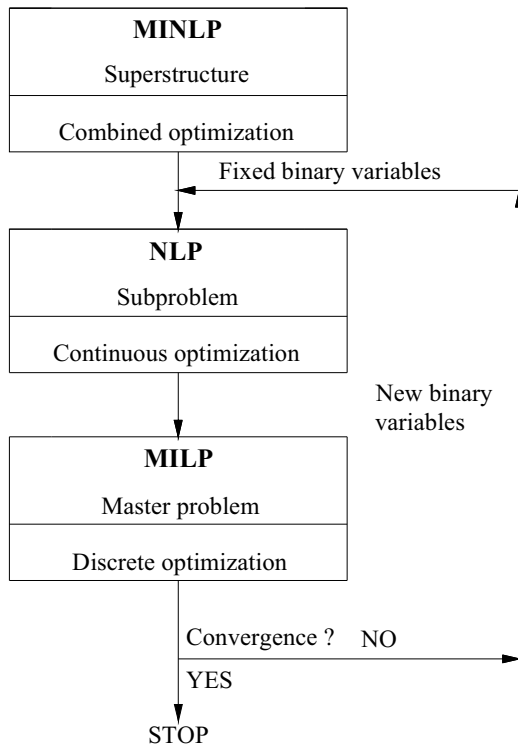 MINLP
Superstructure
Combined optimization
Fixed binary variables
NLP
Subproblem
Continuous optimization
New binary
variables
MILP
Master problem
Discrete optimization
Convergence ? NO
YES
STOP